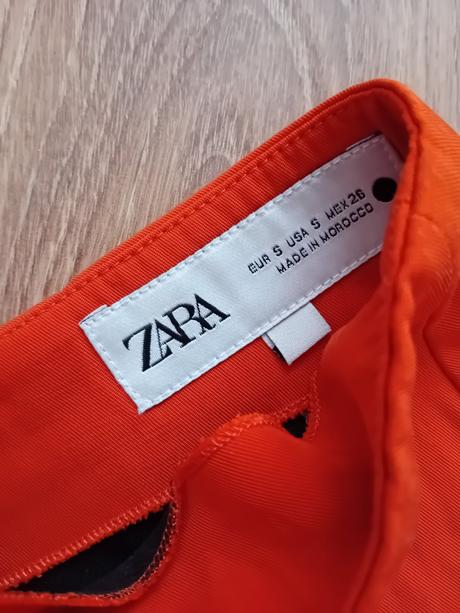 ZARA
EUR S USA S MEX 26
MADE IN MOROCCO